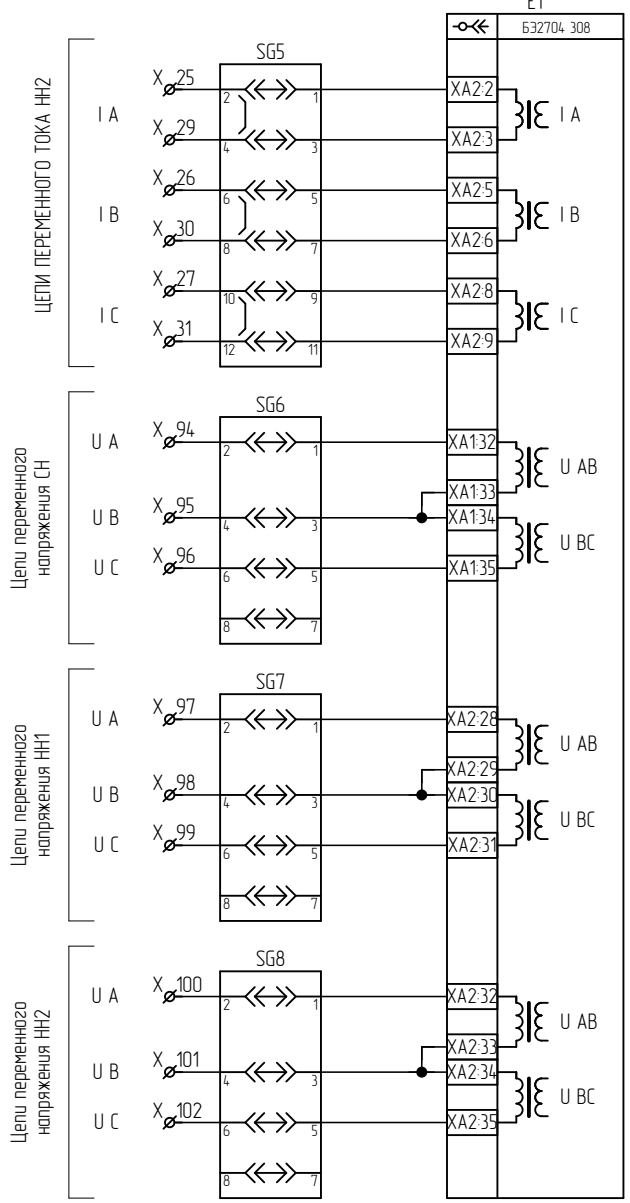 E1
БЭ2704 308
SG5
ЦЕПИ ПЕРЕМЕННОГО ТОКА НН2
I A
X 25
2
1
XA2:2
I A
X 29
4
3
XA2:3
I B
X 26
6
5
XA2:5
I B
X 30
8
7
XA2:6
I C
X 27
10
9
XA2:8
I C
X 31
12
11
XA2:9
SG6
Цепи переменного
напряжения СН
U A
X 94
2
1
XA1:32
U AB
XA1:33
U B
X 95
4
3
XA1:34
U BC
U C
X 96
6
5
XA1:35
8
7
SG7
Цепи переменного
напряжения НН1
U A
X 97
2
1
XA2:28
U AB
XA2:29
U B
X 98
4
3
XA2:30
U BC
U C
X 99
6
5
XA2:31
8
7
SG8
Цепи переменного
напряжения НН2
U A
X 100
2
1
XA2:32
U AB
XA2:33
U B
X 101
4
3
XA2:34
U BC
U C
X 102
6
5
XA2:35
8
7